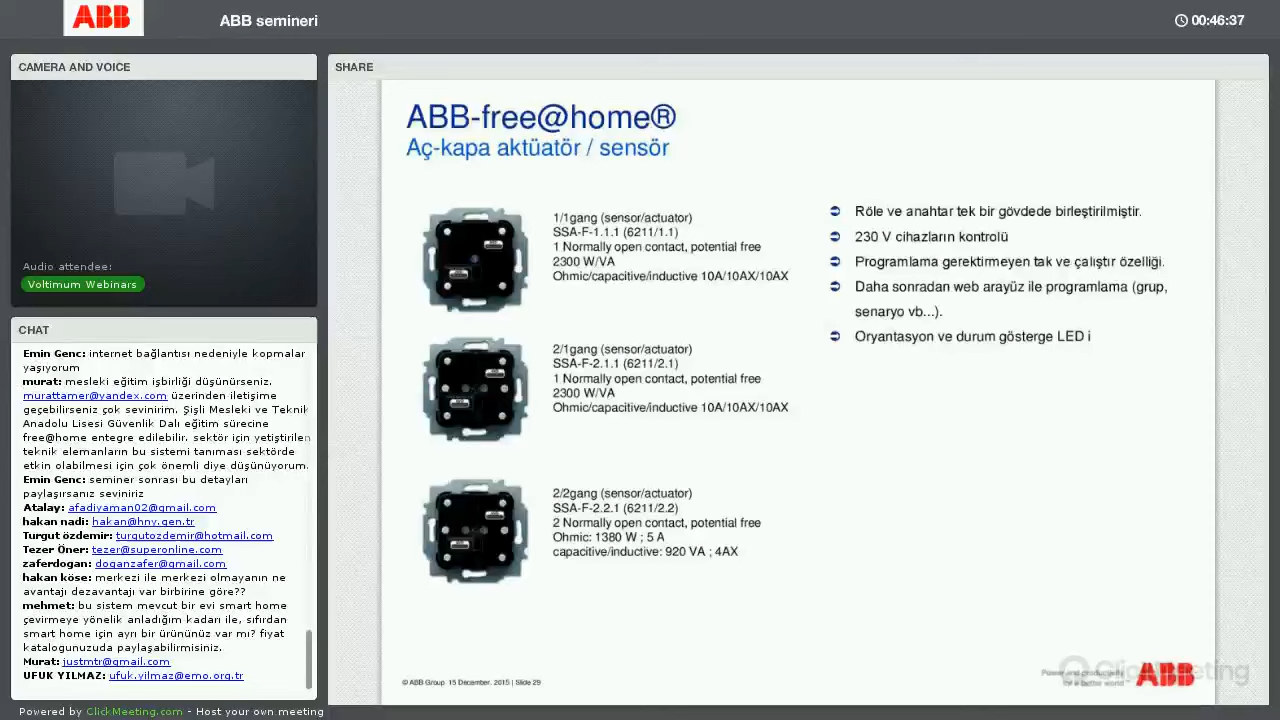 ABB
ABB semineri
00:46:37
CAMERA AND VOICE
Audio attendee:
Voltimum Webinars
CHAT
Emin Genc: internet bağlantısı nedeniyle kopmalar
yaşıyorum
Murat: mesleki eğitim işbirliği düşünürseniz,
murattamer@yandex.com üzerinden iletişime
geçebilirseniz çok sevinirim. Şişli Mesleki ve Teknik
Anadolu Lisesi Güvenlik Dalı eğitim sürecine
free@home entegre edilebilir. sektör için yetiştirilen
teknik elemanların bu sistemi tanıması sektörde
etkin olabilmesi için çok önemli diye düşünüyorum.
Emin Genc: seminer sonrası bu detayları
paylaşırsanız seviniriz
Atalay: afadiyaman02@gmail.com
hakan nadi: hakan@hnv.gen.tr
turgut özdemir: turgutozdemir@hotmail.com
Tezer Öner: tezer@superonline.com
zaferdogan: doganzafer@gmail.com
hakan köse: markezi ile merkezi olmayanın ne
avantajı dezavantajı var birbirine göre??
mehmet: bu sistem mevcut bir evi smart home
çevirmeye yönelik anladığım kadarı ile, sıfırdan
smart home için ayrı bir ürününüz var mı? fiyat
katalogunuzuda paylaşabilirmisiniz.
Murat: justmtr@gmail.com
UFUK YILMAZ: ufuk.yilmaz@emo.org.tr
Powered by ClickMeeting.com - Host your own meeting
SHARE
ABB-free@home®
Aç-kapa aktüatör / sensör
1/1gang (sensor/actuator)
SSA-F-1.1.1 (6211/1.1)
1 Normally open contact, potential free
2300 W/VA
Ohmic/capacitive/inductive 10A/10AX/10AX
2/1gang (sensor/actuator)
SSA-F-2.1.1 (6211/2.1)
1 Normally open contact, potential free
2300 W/VA
Ohmic/capacitive/inductive 10A/10AX/10AX
2/2gang (sensor/actuator)
SSA-F-2.2.1 (6211/2.2)
2 Normally open contact, potential free
Ohmic: 1380 W ; 5 A
capacitive/inductive: 920 VA ; 4AX
Röle ve anahtar tek bir gövdede birleştirilmiştir.
230 V cihazların kontrolü
Programlama gerektirmeyen tak ve çalıştır özelliği.
Daha sonradan web arayüz ile programlama (grup,
senaryo vb...).
Oryantasyon ve durum gösterge LED i
© ABB Group 15 December, 2015 | Slide 29
Power and productivity
for a better world™
ABB
ClickMeeting